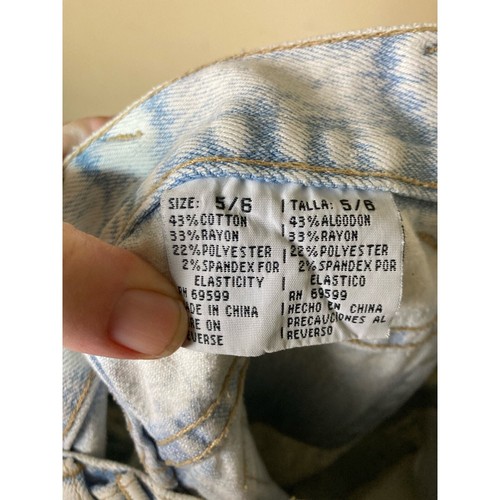 SIZE: 5/6
43%COTTON
33%RAYON
22%POLYESTER
2%SPANDEX FOR
ELASTICITY
RN 69599
MADE IN CHINA
ON
TALLA: 5/6
43%ALGODON
33%RAYON
22%POLYESTER
2%SPANDEX FOR
ELASTICO
RN 69599
HECHO EN CHINA
PRECAUCIONES AL
REVERSO